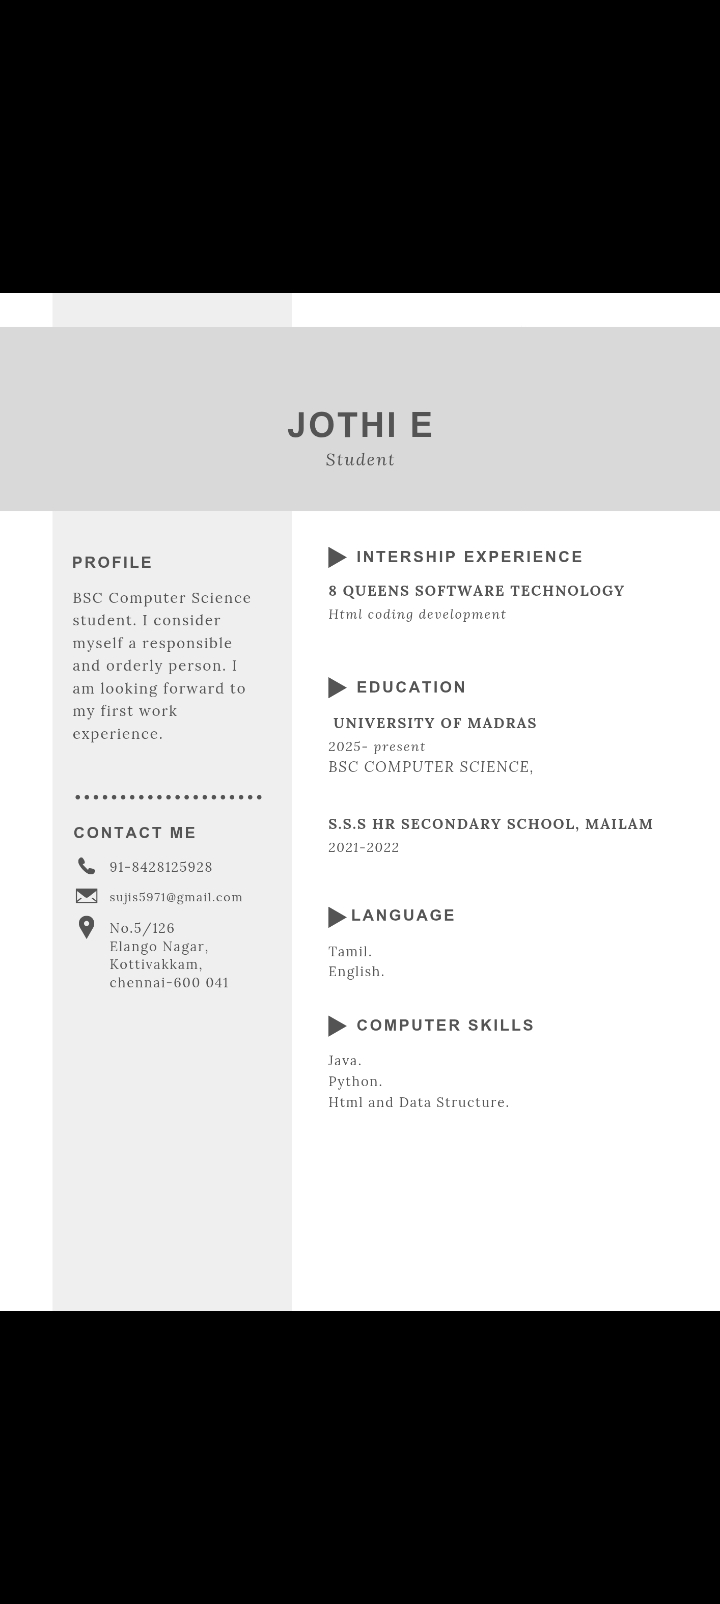 JOTHI E
Student
PROFILE
BSC Computer Science
student. I consider
myself a responsible
and orderly person. I
am looking forward to
my first work
experience.
CONTACT ME
91-8428125928
sujis5971@gmail.com
No.5/126
Elango Nagar,
Kottivakkam,
chennai-600 041
INTERSHIP EXPERIENCE
8 QUEENS SOFTWARE TECHNOLOGY
Html coding development
EDUCATION
UNIVERSITY OF MADRAS
2025- present
BSC COMPUTER SCIENCE,
S.S.S HR SECONDARY SCHOOL, MAILAM
2021-2022
LANGUAGE
Tamil.
English.
COMPUTER SKILLS
Java.
Python.
Html and Data Structure.